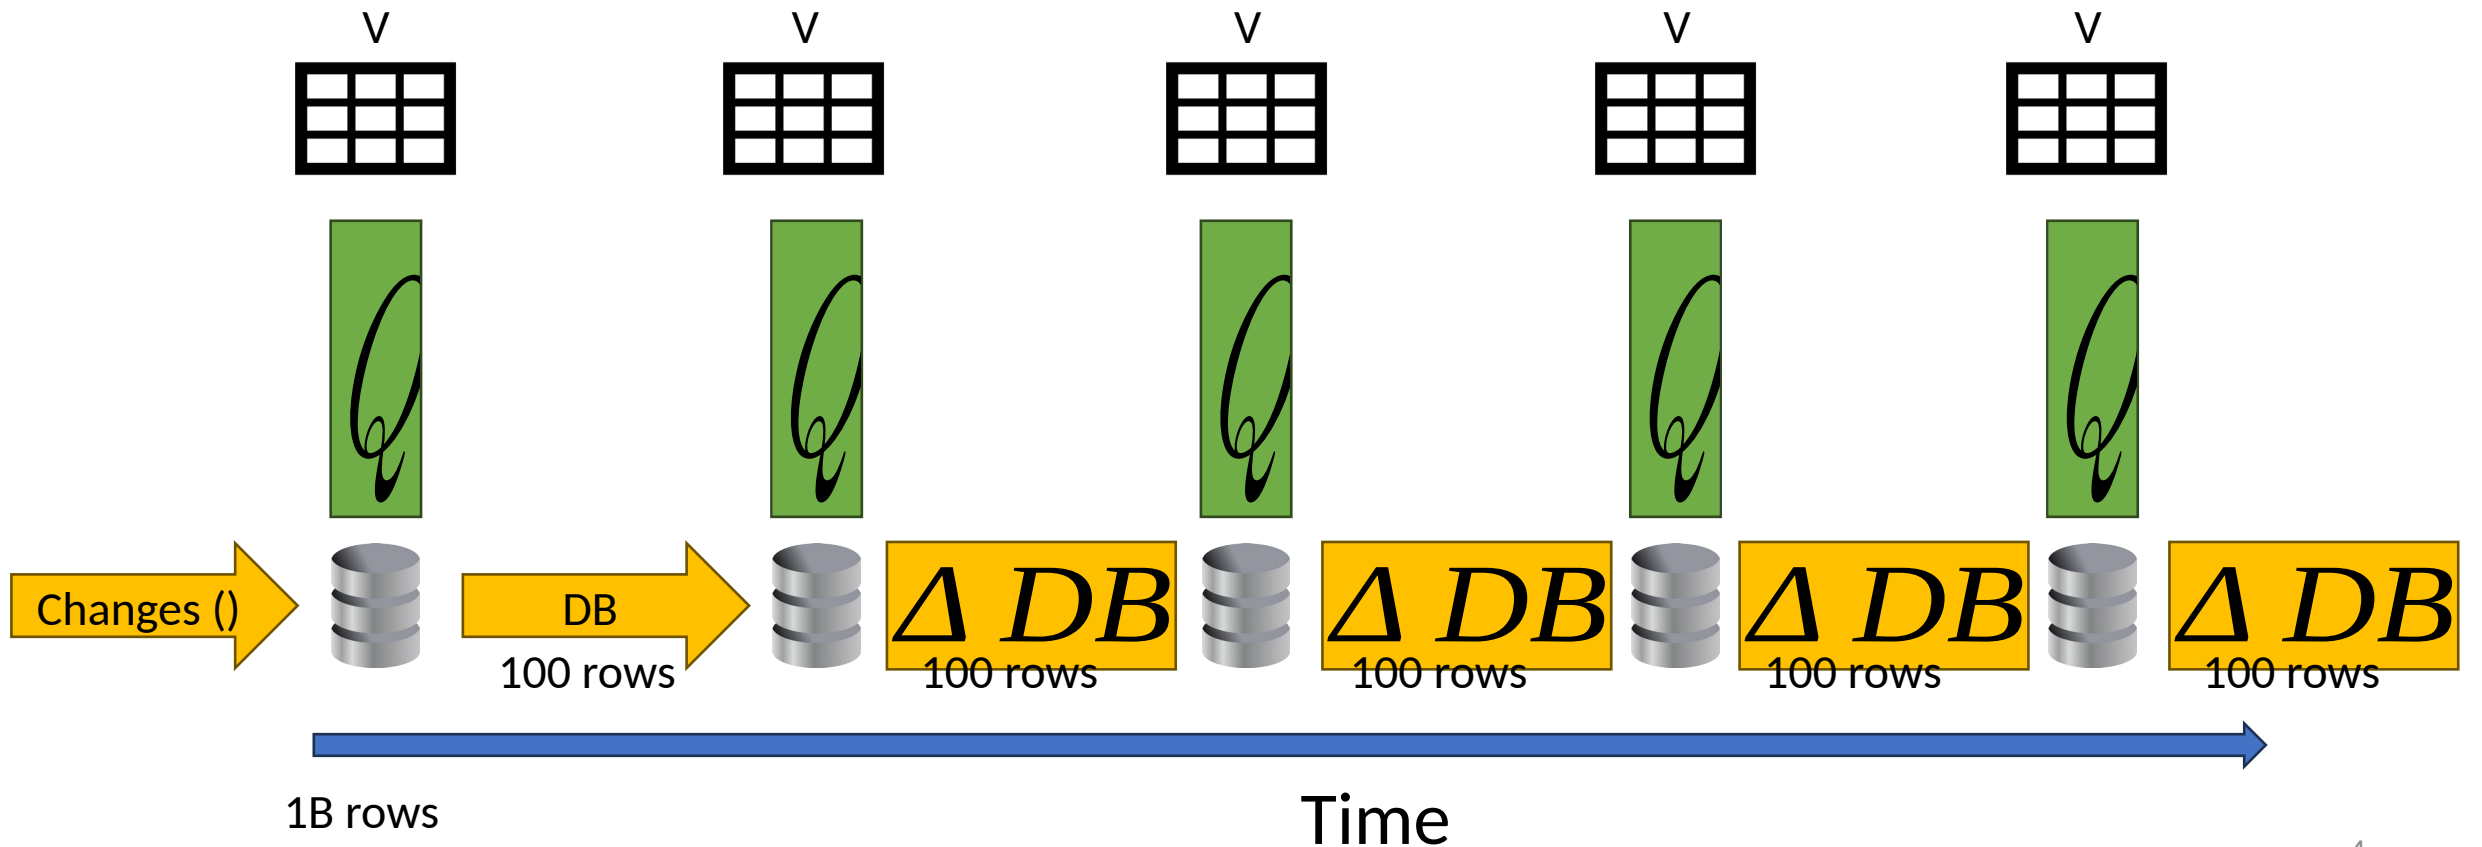 V V V V V
Q Q Q Q Q
Changes () DB Δ DB Δ DB Δ DB Δ DB
100 rows 100 rows 100 rows 100 rows 100 rows
1B rows
Time